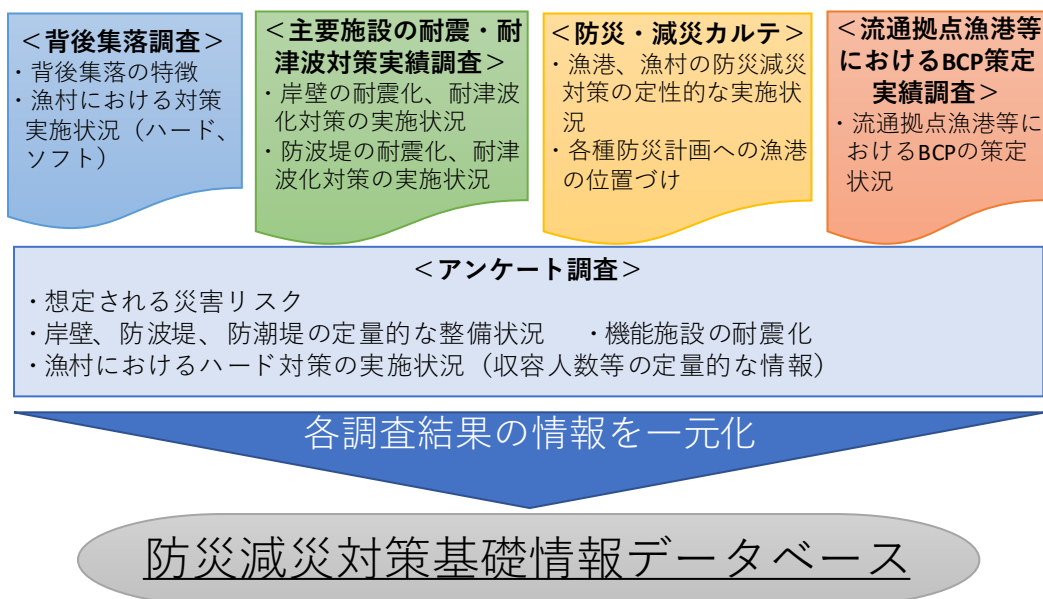 ＜背後集落調査＞
・背後集落の特徴
・漁村における対策
実施状況（ハード、
ソフト）
＜主要施設の耐震・耐
津波対策実績調査＞
・岸壁の耐震化、耐津波
化対策の実施状況
・防波堤の耐震化、耐津
波化対策の実施状況
＜防災・減災カルテ＞
・漁港、漁村の防災減災
対策の定性的な実施状
況
・各種防災計画への漁港
の位置づけ
＜流通拠点漁港等
におけるBCP策定
実績調査＞
・流通拠点漁港等に
おけるBCPの策定
状況
＜アンケート調査＞
・想定される災害リスク
・岸壁、防波堤、防潮堤の定量的な整備状況　・機能施設の耐震化
・漁村におけるハード対策の実施状況（収容人数等の定量的な情報）
各調査結果の情報を一元化
防災減災対策基礎情報データベース